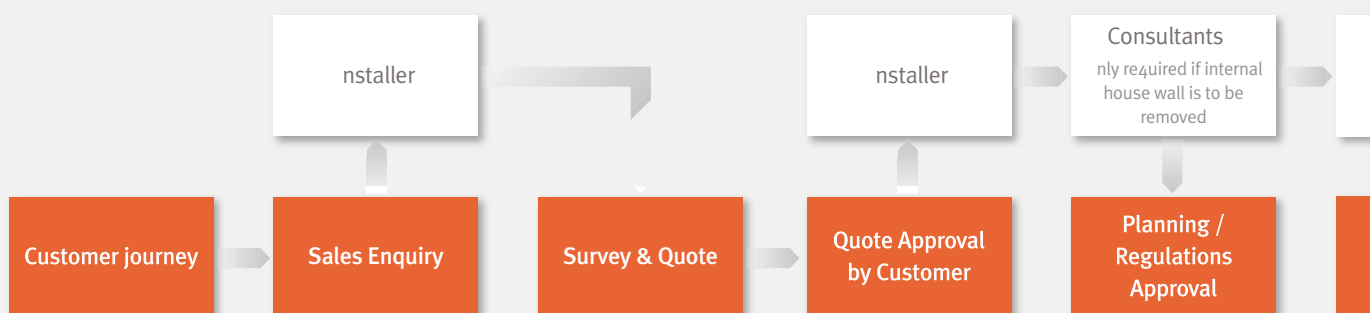 nstaller
nstaller
Consultants
nly re4uired if internal
house wall is to be
removed
Customer journey
Sales Enquiry
Survey & Quote
Quote Approval
by Customer
Planning /
Regulations
Approval